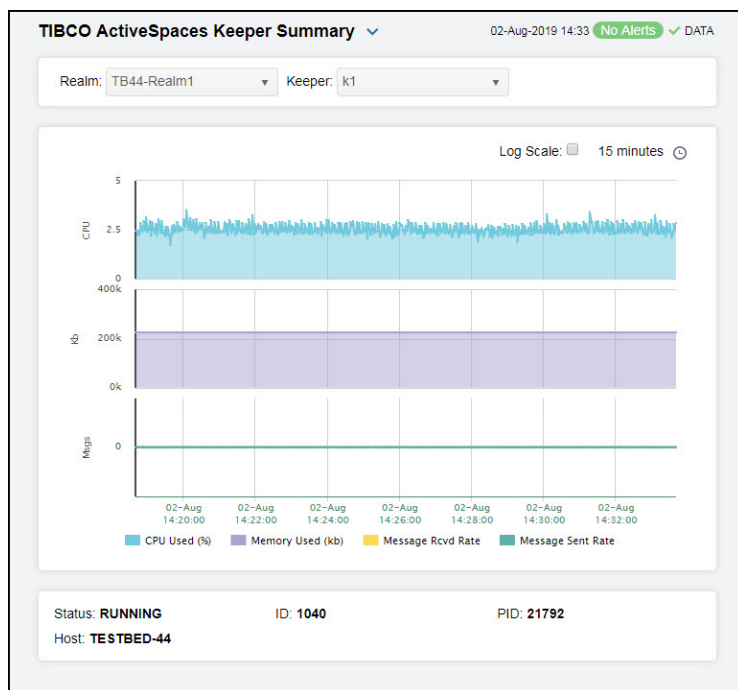 TIBCO ActiveSpaces Keeper Summary 02-Aug-2019 14:33 No Alerts DATA
Realm: TB44-Realm1 Keeper: k1
Log Scale: 15 minutes
5
CPU
2.5
0
400k
Kb
200k
0k
Msgs
0
02-Aug 02-Aug 02-Aug 02-Aug 02-Aug 02-Aug 02-Aug
14:20:00 14:22:00 14:24:00 14:26:00 14:28:00 14:30:00 14:32:00
CPU Used (%) Memory Used (kb) Message Rcvd Rate Message Sent Rate
Status: RUNNING ID: 1040 PID: 21792
Host: TESTBED-44